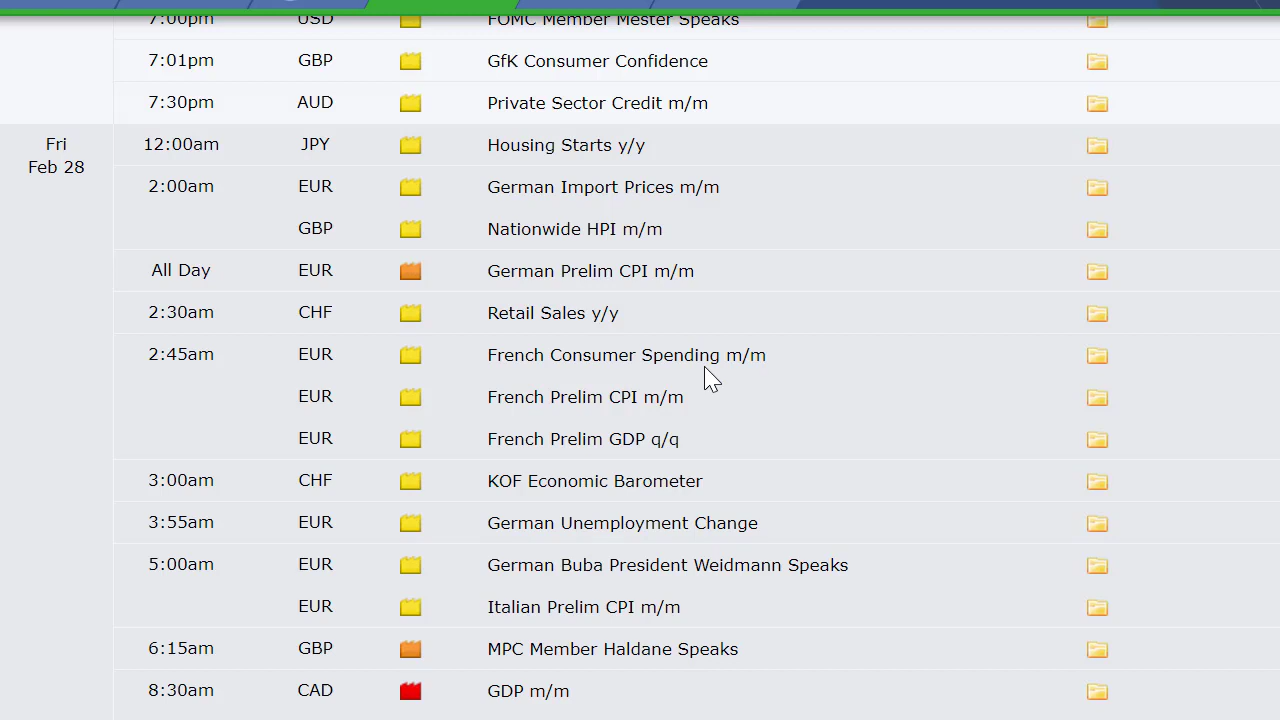 7:00pm USD FOMC Member Mester Speaks
7:01pm GBP GfK Consumer Confidence
7:30pm AUD Private Sector Credit m/m
Fri 12:00am JPY Housing Starts y/y
Feb 28
2:00am EUR German Import Prices m/m
GBP Nationwide HPI m/m
All Day EUR German Prelim CPI m/m
2:30am CHF Retail Sales y/y
2:45am EUR French Consumer Spending m/m
EUR French Prelim CPI m/m
EUR French Prelim GDP q/q
3:00am CHF KOF Economic Barometer
3:55am EUR German Unemployment Change
5:00am EUR German Buba President Weidmann Speaks
EUR Italian Prelim CPI m/m
6:15am GBP MPC Member Haldane Speaks
8:30am CAD GDP m/m